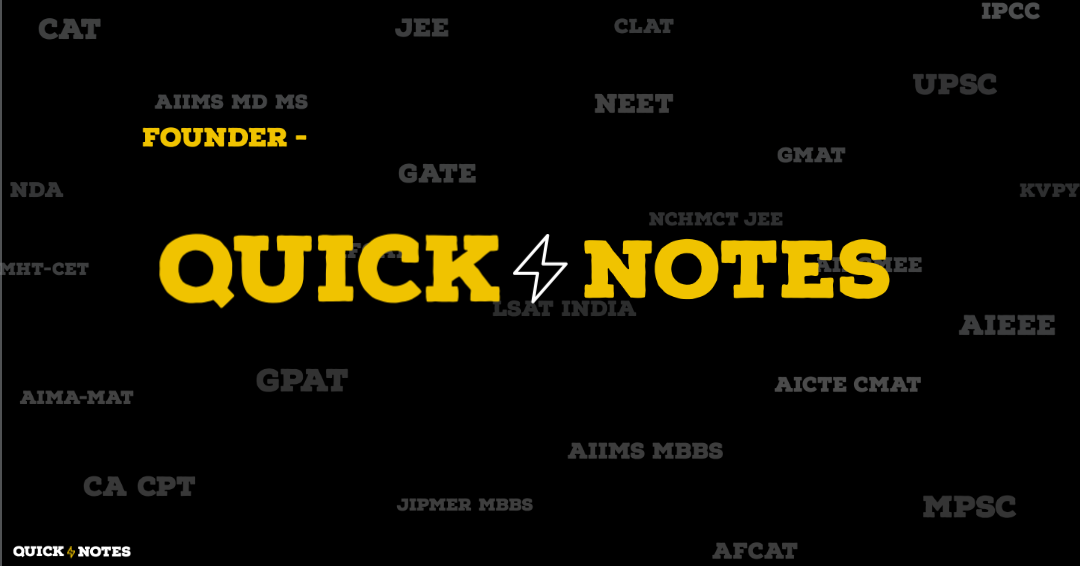 CAT
JEE
CLAT
IPCC
UPSC
AIIMS MD MS
NEET
FOUNDER -
GMAT
GATE
NDA
KVPY
NCHMCT JEE
QUICK NOTES
MHT-CET
LSAT INDIA
AIEEE
GPAT
AICTE CMAT
AIMA-MAT
AIIMS MBBS
CA CPT
JIPMER MBBS
MPSC
QUICK NOTES
AFCAT